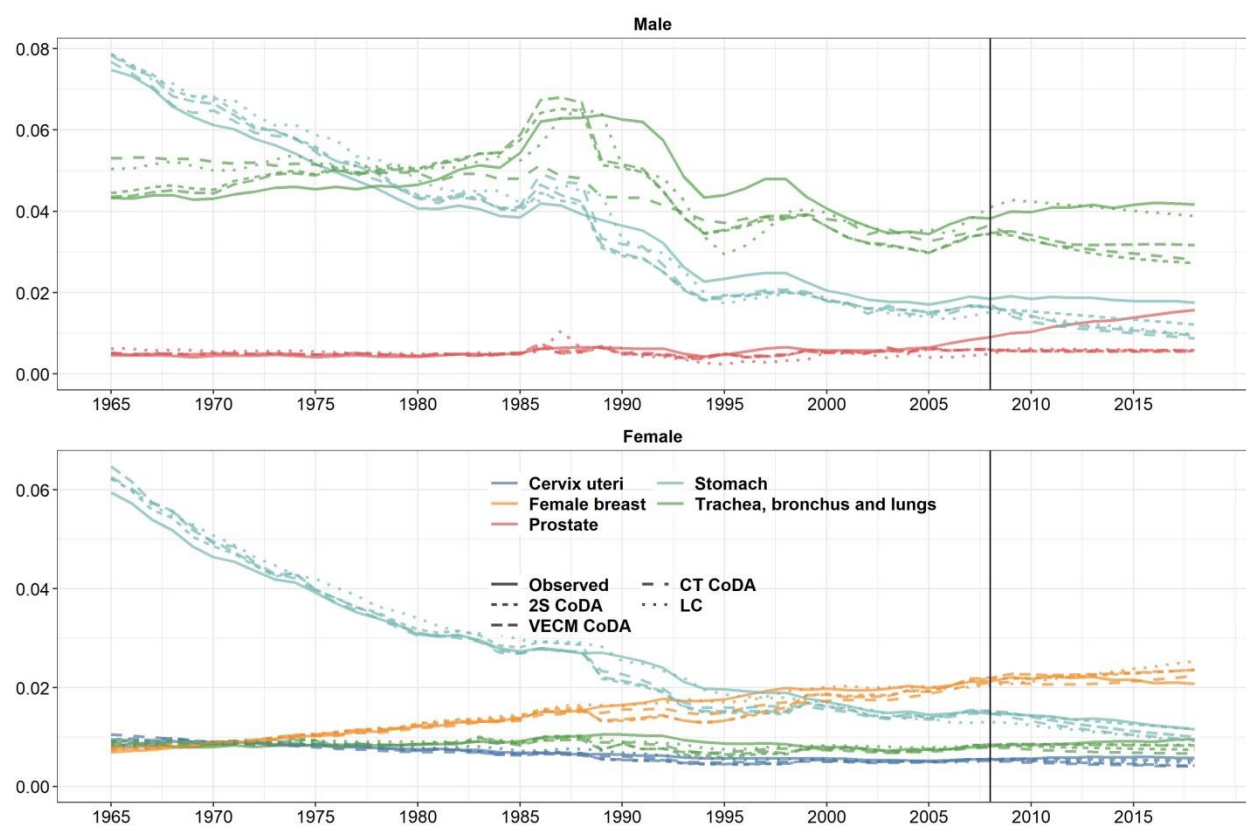 Male
0.08
0.06
0.04
0.02
0.00
1965 1970 1975 1980 1985 1990 1995 2000 2005 2010 2015
Female
0.06
0.04
0.02
0.00
Cervix uteri Stomach
Female breast Trachea, bronchus and lungs
Prostate
Observed CT CoDA
2S CoDA LC
VECM CoDA
1965 1970 1975 1980 1985 1990 1995 2000 2005 2010 2015